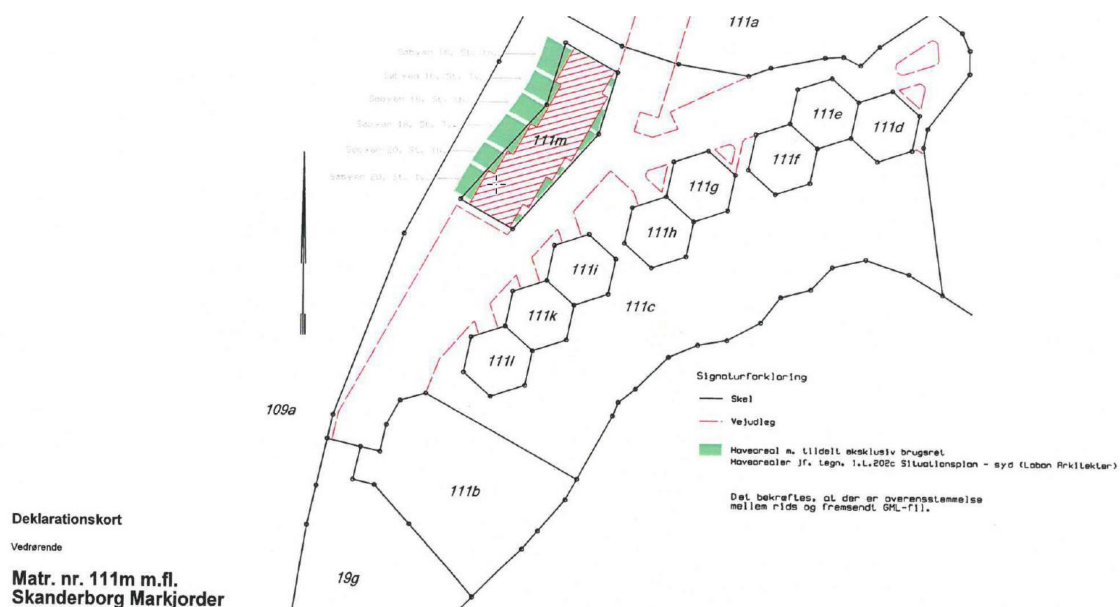 111a
111e
111d
111m
111f
111g
111h
111i
111c
111k
111l
109a
111b
19g
Signaturforklaring
Skel
Vejudlæg
Haveareal m. tildelt eksklusiv brugsret
Havearealer jf. tegn. 1.L.202c Situationsplan - syd (Loban Arkitekter)
Det bekræftes, at der er overensstemmelse
mellem rids og fremsendt GML-fil.
Deklarationskort
Vedrørende
Matr. nr. 111m m.fl.
Skanderborg Markjorder